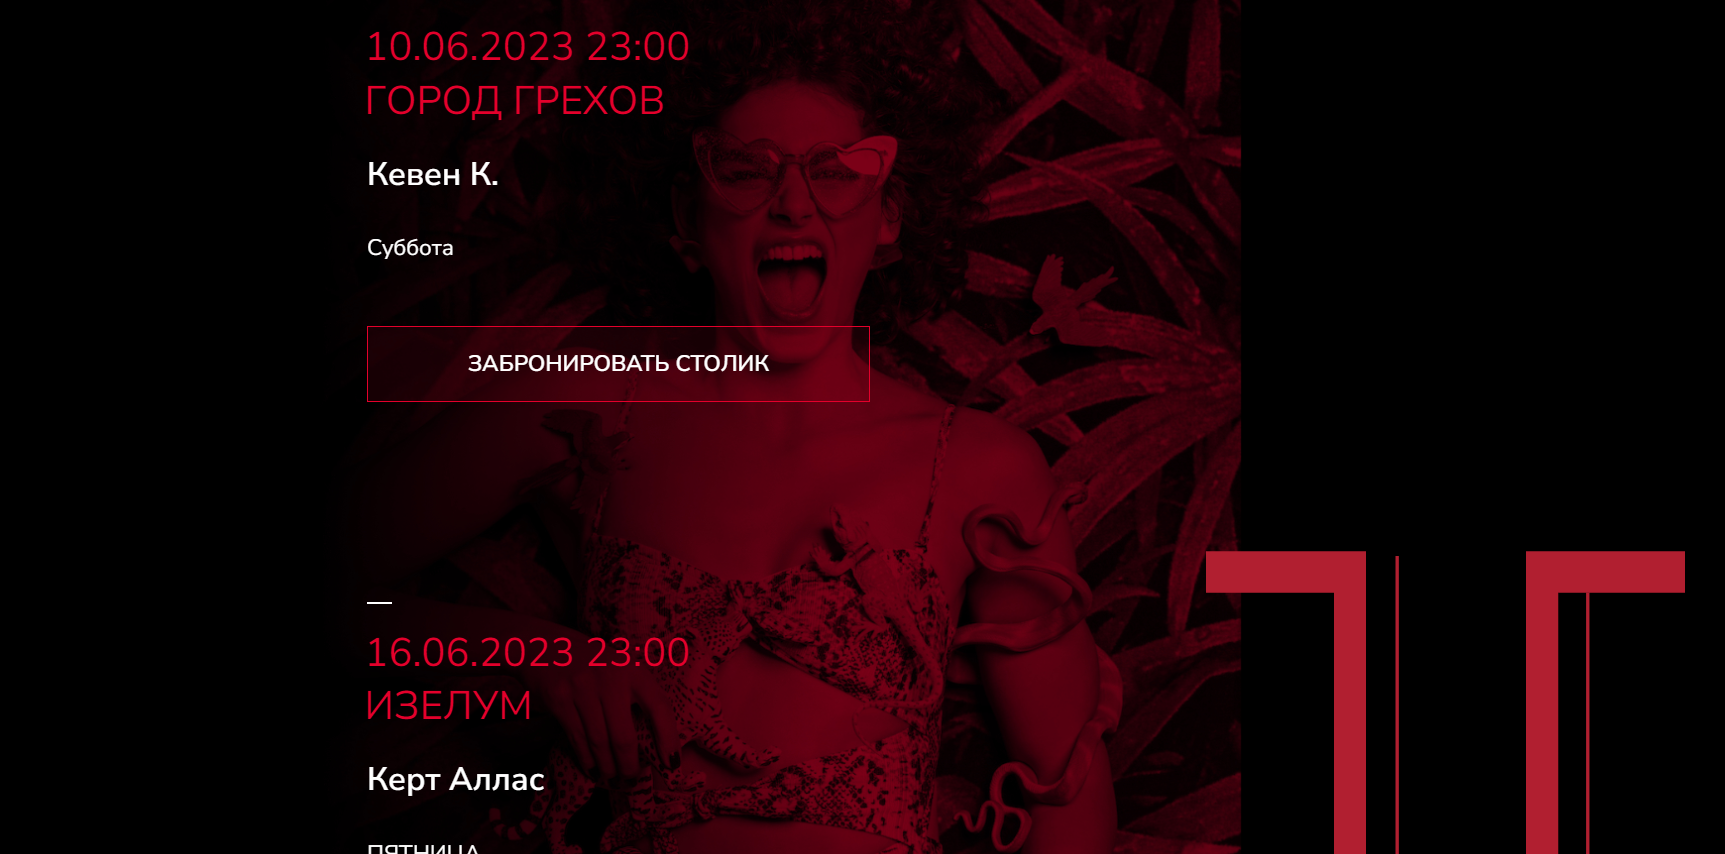 10.06.2023 23:00
ГОРОД ГРЕХОВ
Кевен К.
Суббота
ЗАБРОНИРОВАТЬ СТОЛИК
16.06.2023 23:00
ИЗЕЛУМ
Керт Аллас
ПЯТНИЦА